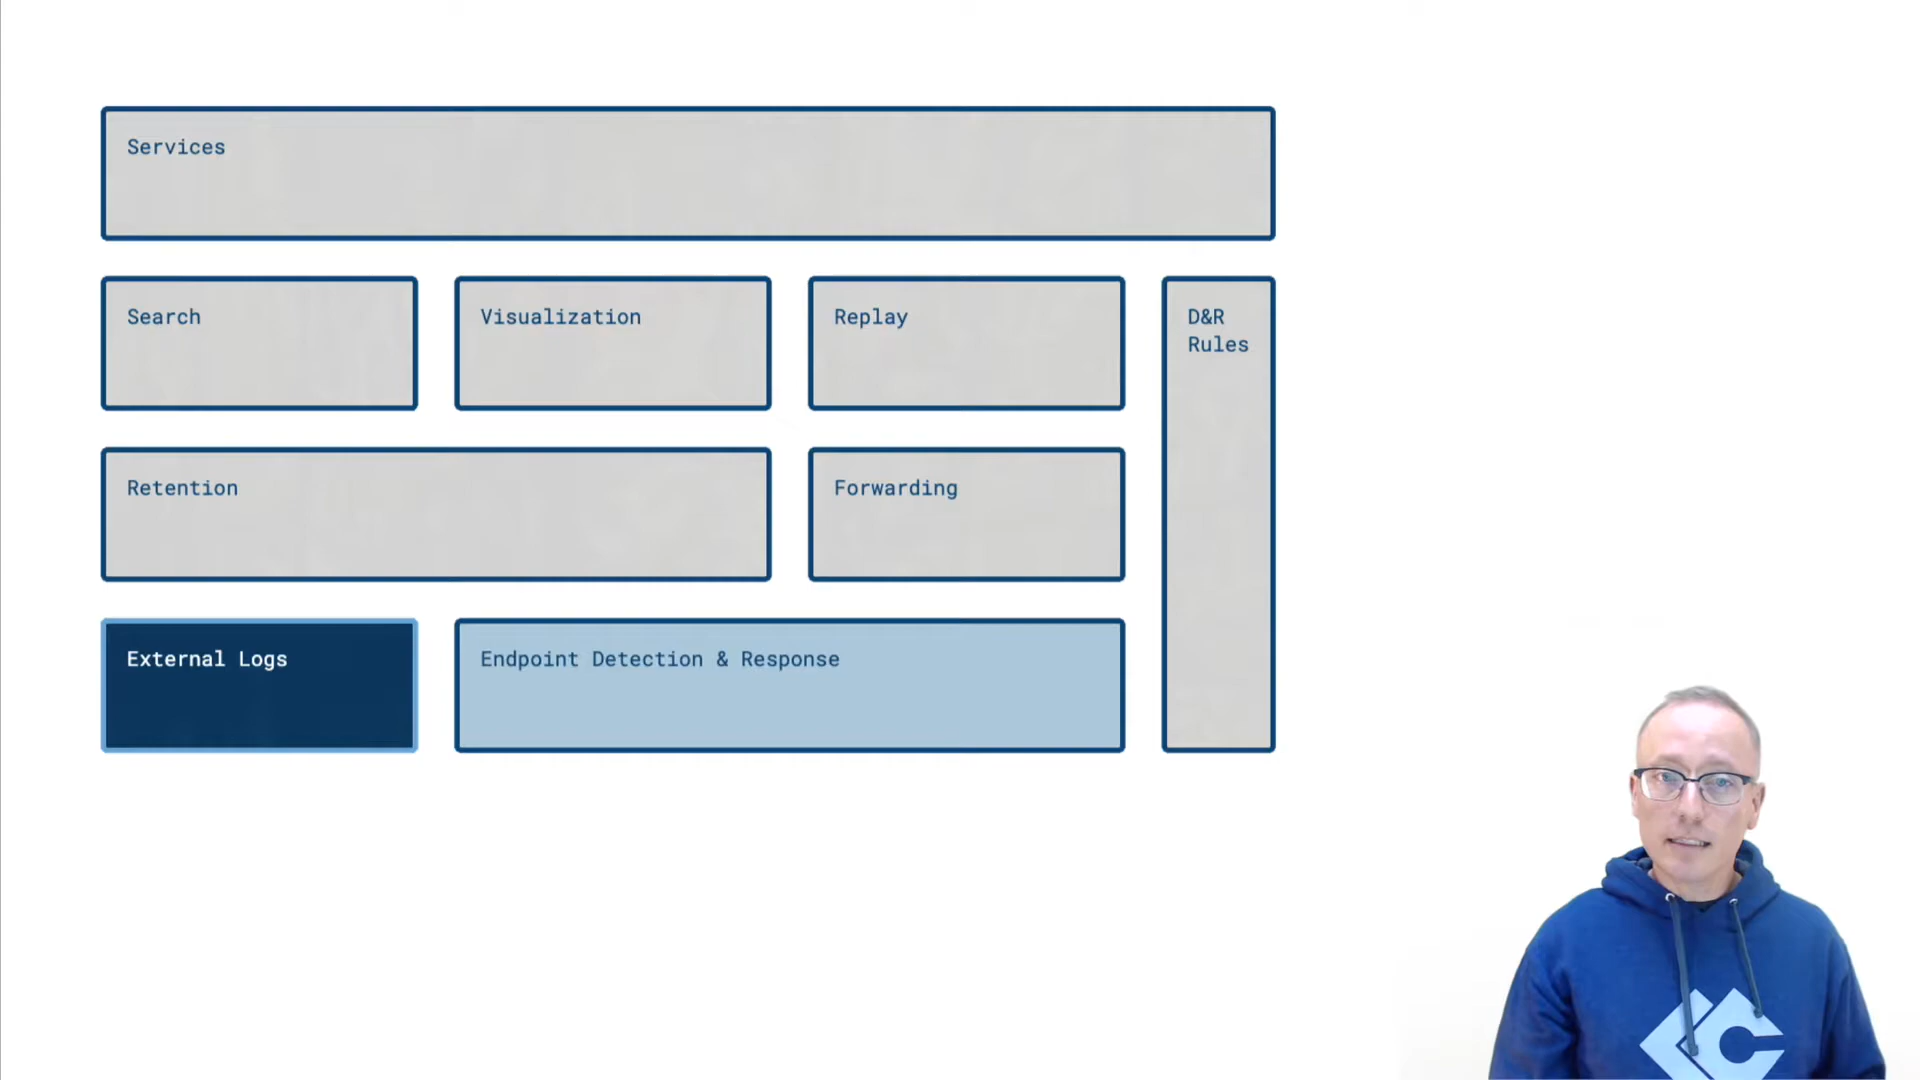 Services
Search
Visualization
Replay
D&R
Rules
Retention
Forwarding
External Logs
Endpoint Detection & Response